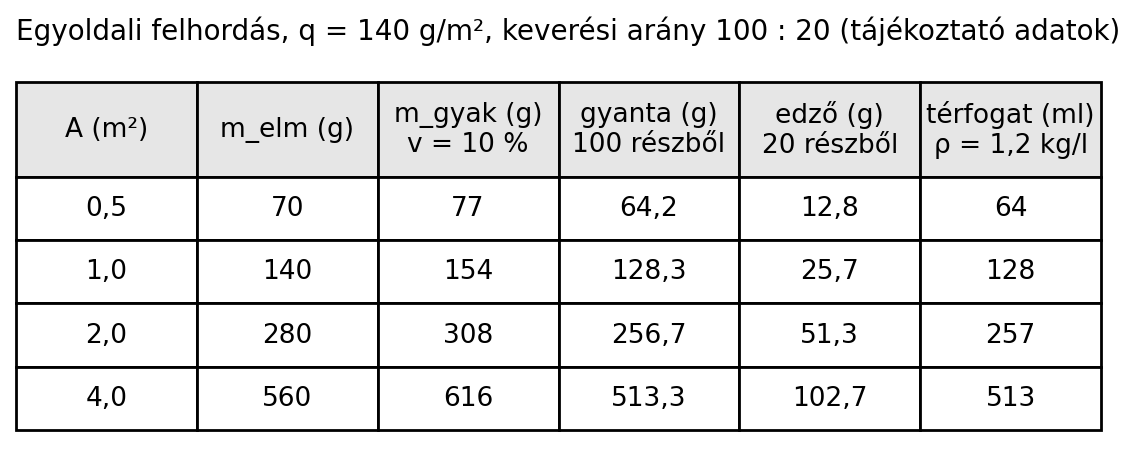 Egyoldali felhordás, q = 140 g/m², keverési arány 100 : 20 (tájékoztató adatok)
A (m²) m_elm (g) m_gyak (g) v = 10 % gyanta (g) 100 részből edző (g) 20 részből térfogat (ml) ρ = 1,2 kg/l
0,5 70 77 64,2 12,8 64
1,0 140 154 128,3 25,7 128
2,0 280 308 256,7 51,3 257
4,0 560 616 513,3 102,7 513